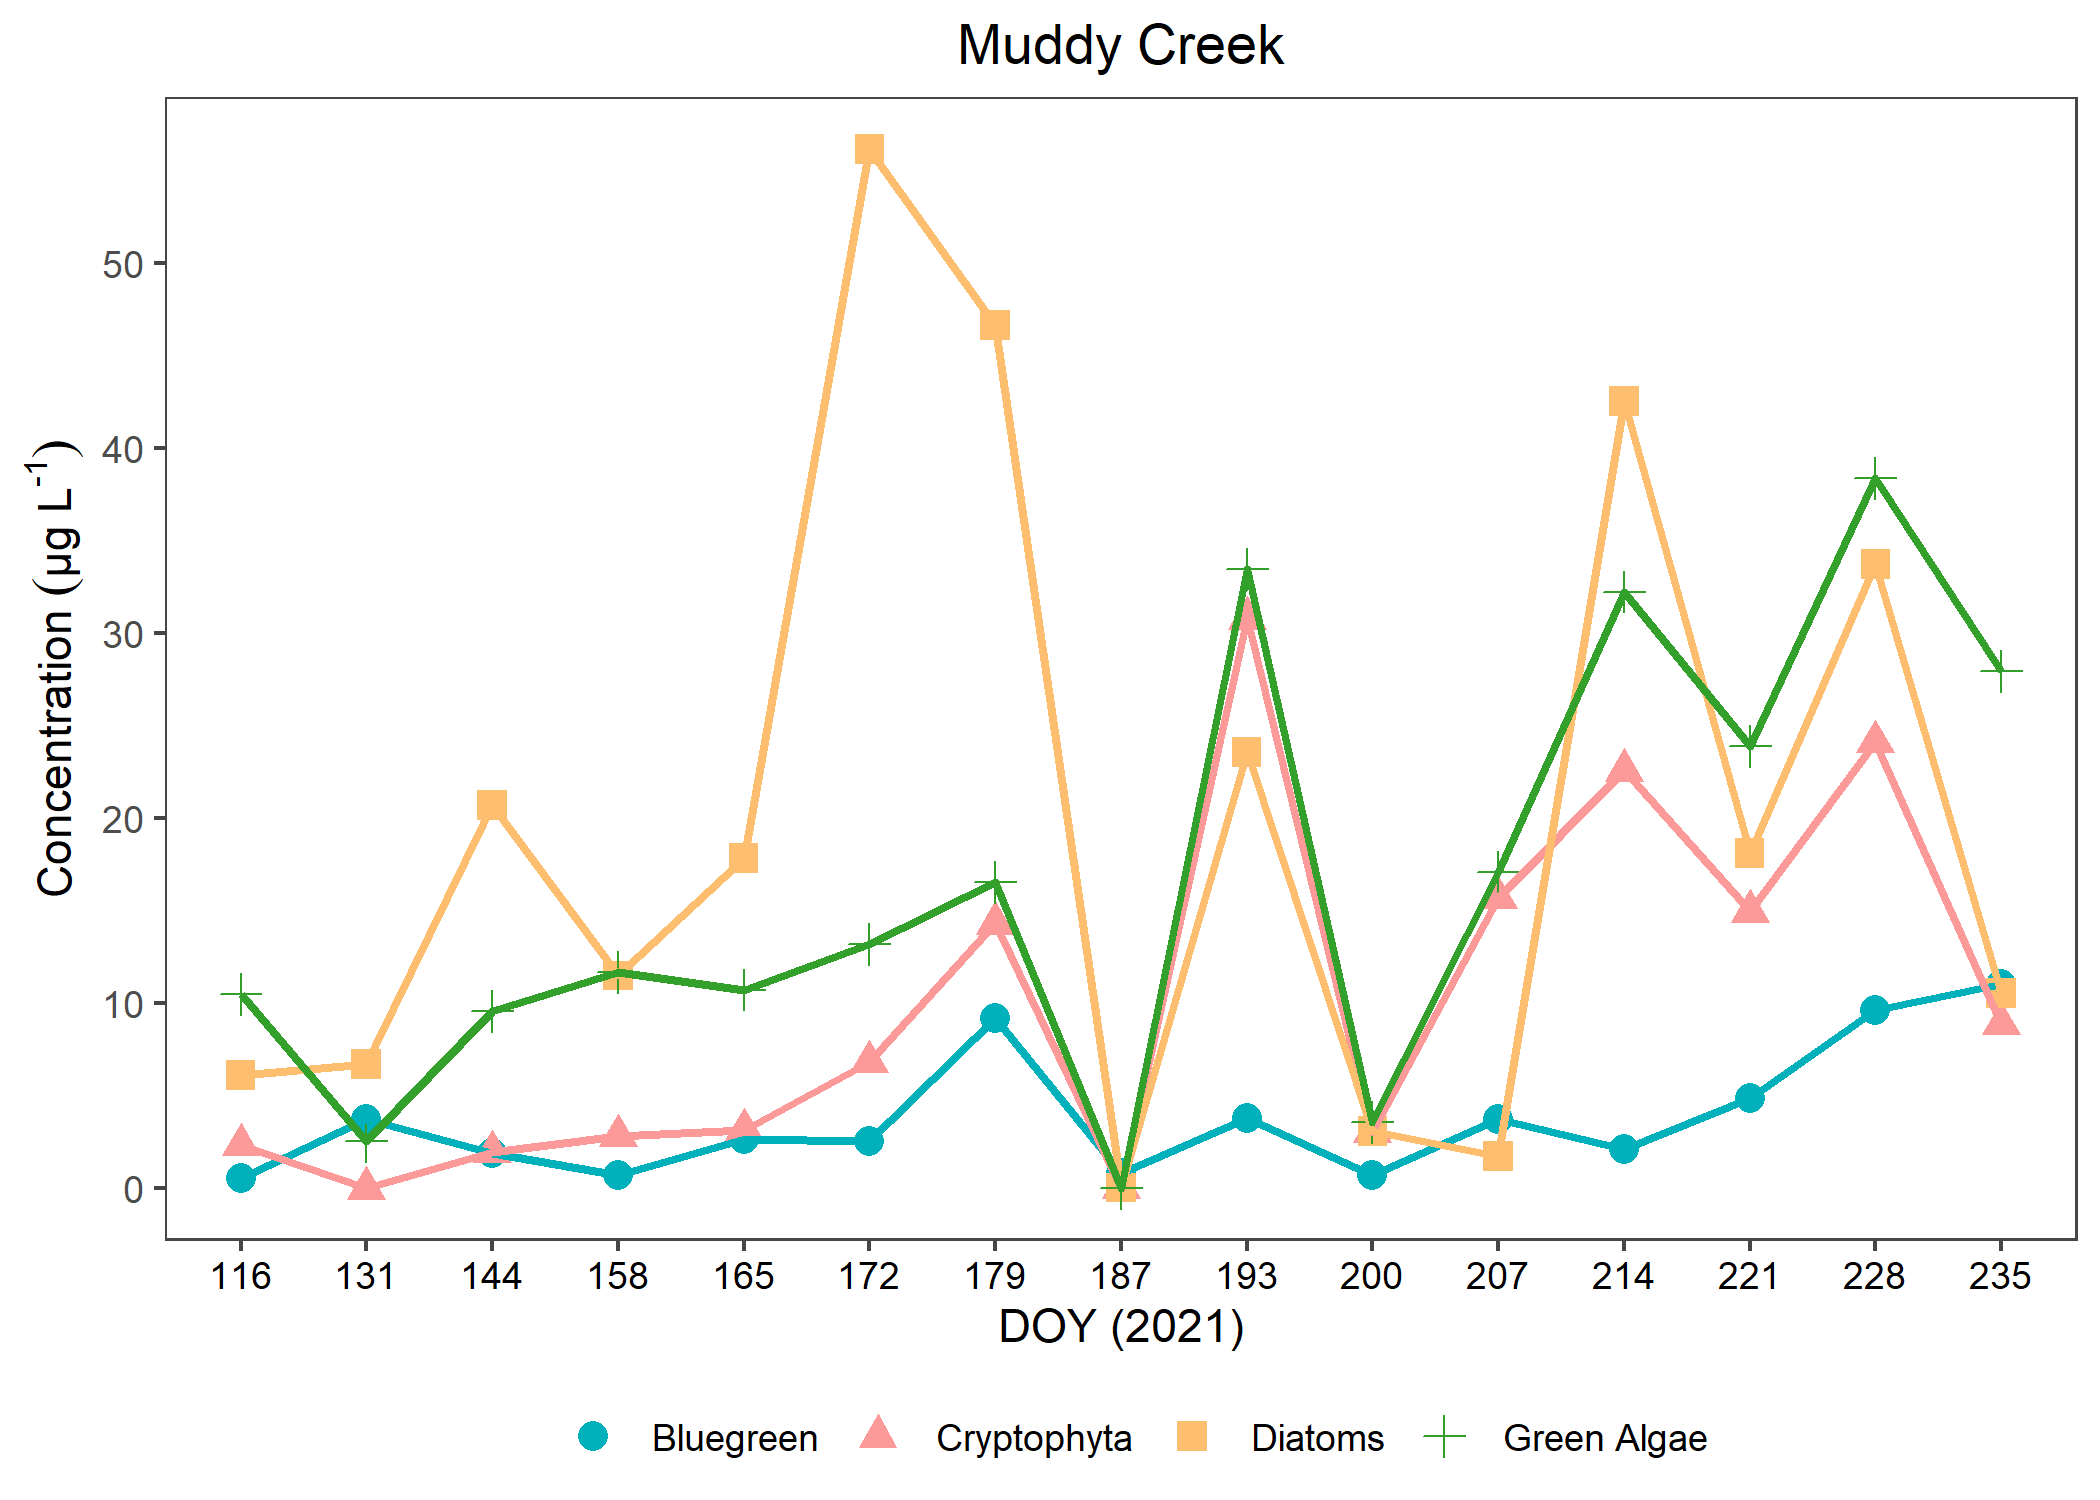 Muddy Creek
Concentration (µg L⁻¹)
50
40
30
20
10
0
116 131 144 158 165 172 179 187 193 200 207 214 221 228 235
DOY (2021)
Bluegreen Cryptophyta Diatoms Green Algae